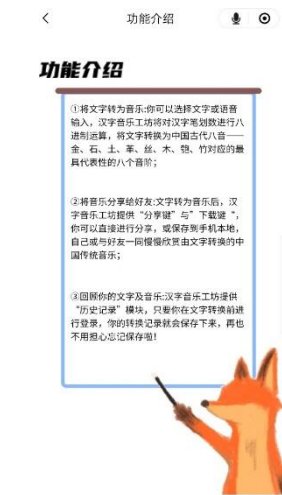 功能介绍
功能介绍
①将文字转为音乐:你可以选择文字或语音
输入，汉字音乐工坊将对汉字笔划数进行八
进制运算，将文字转换为中国古代八音——
金、石、土、革、丝、木、匏、竹对应的最
具代表性的八个音阶；
②将音乐分享给好友:文字转为音乐后，汉
字音乐工坊提供“分享键”与”下载键“，
你可以直接进行分享，或保存到手机本地，
自己或与好友一同慢慢欣赏由文字转换的中
国传统音乐；
③回顾你的文字及音乐:汉字音乐工坊提供
“历史记录”模块，只要你在文字转换前进
行登录，你的转换记录就会保存下来，再也
不用担心忘记保存啦!